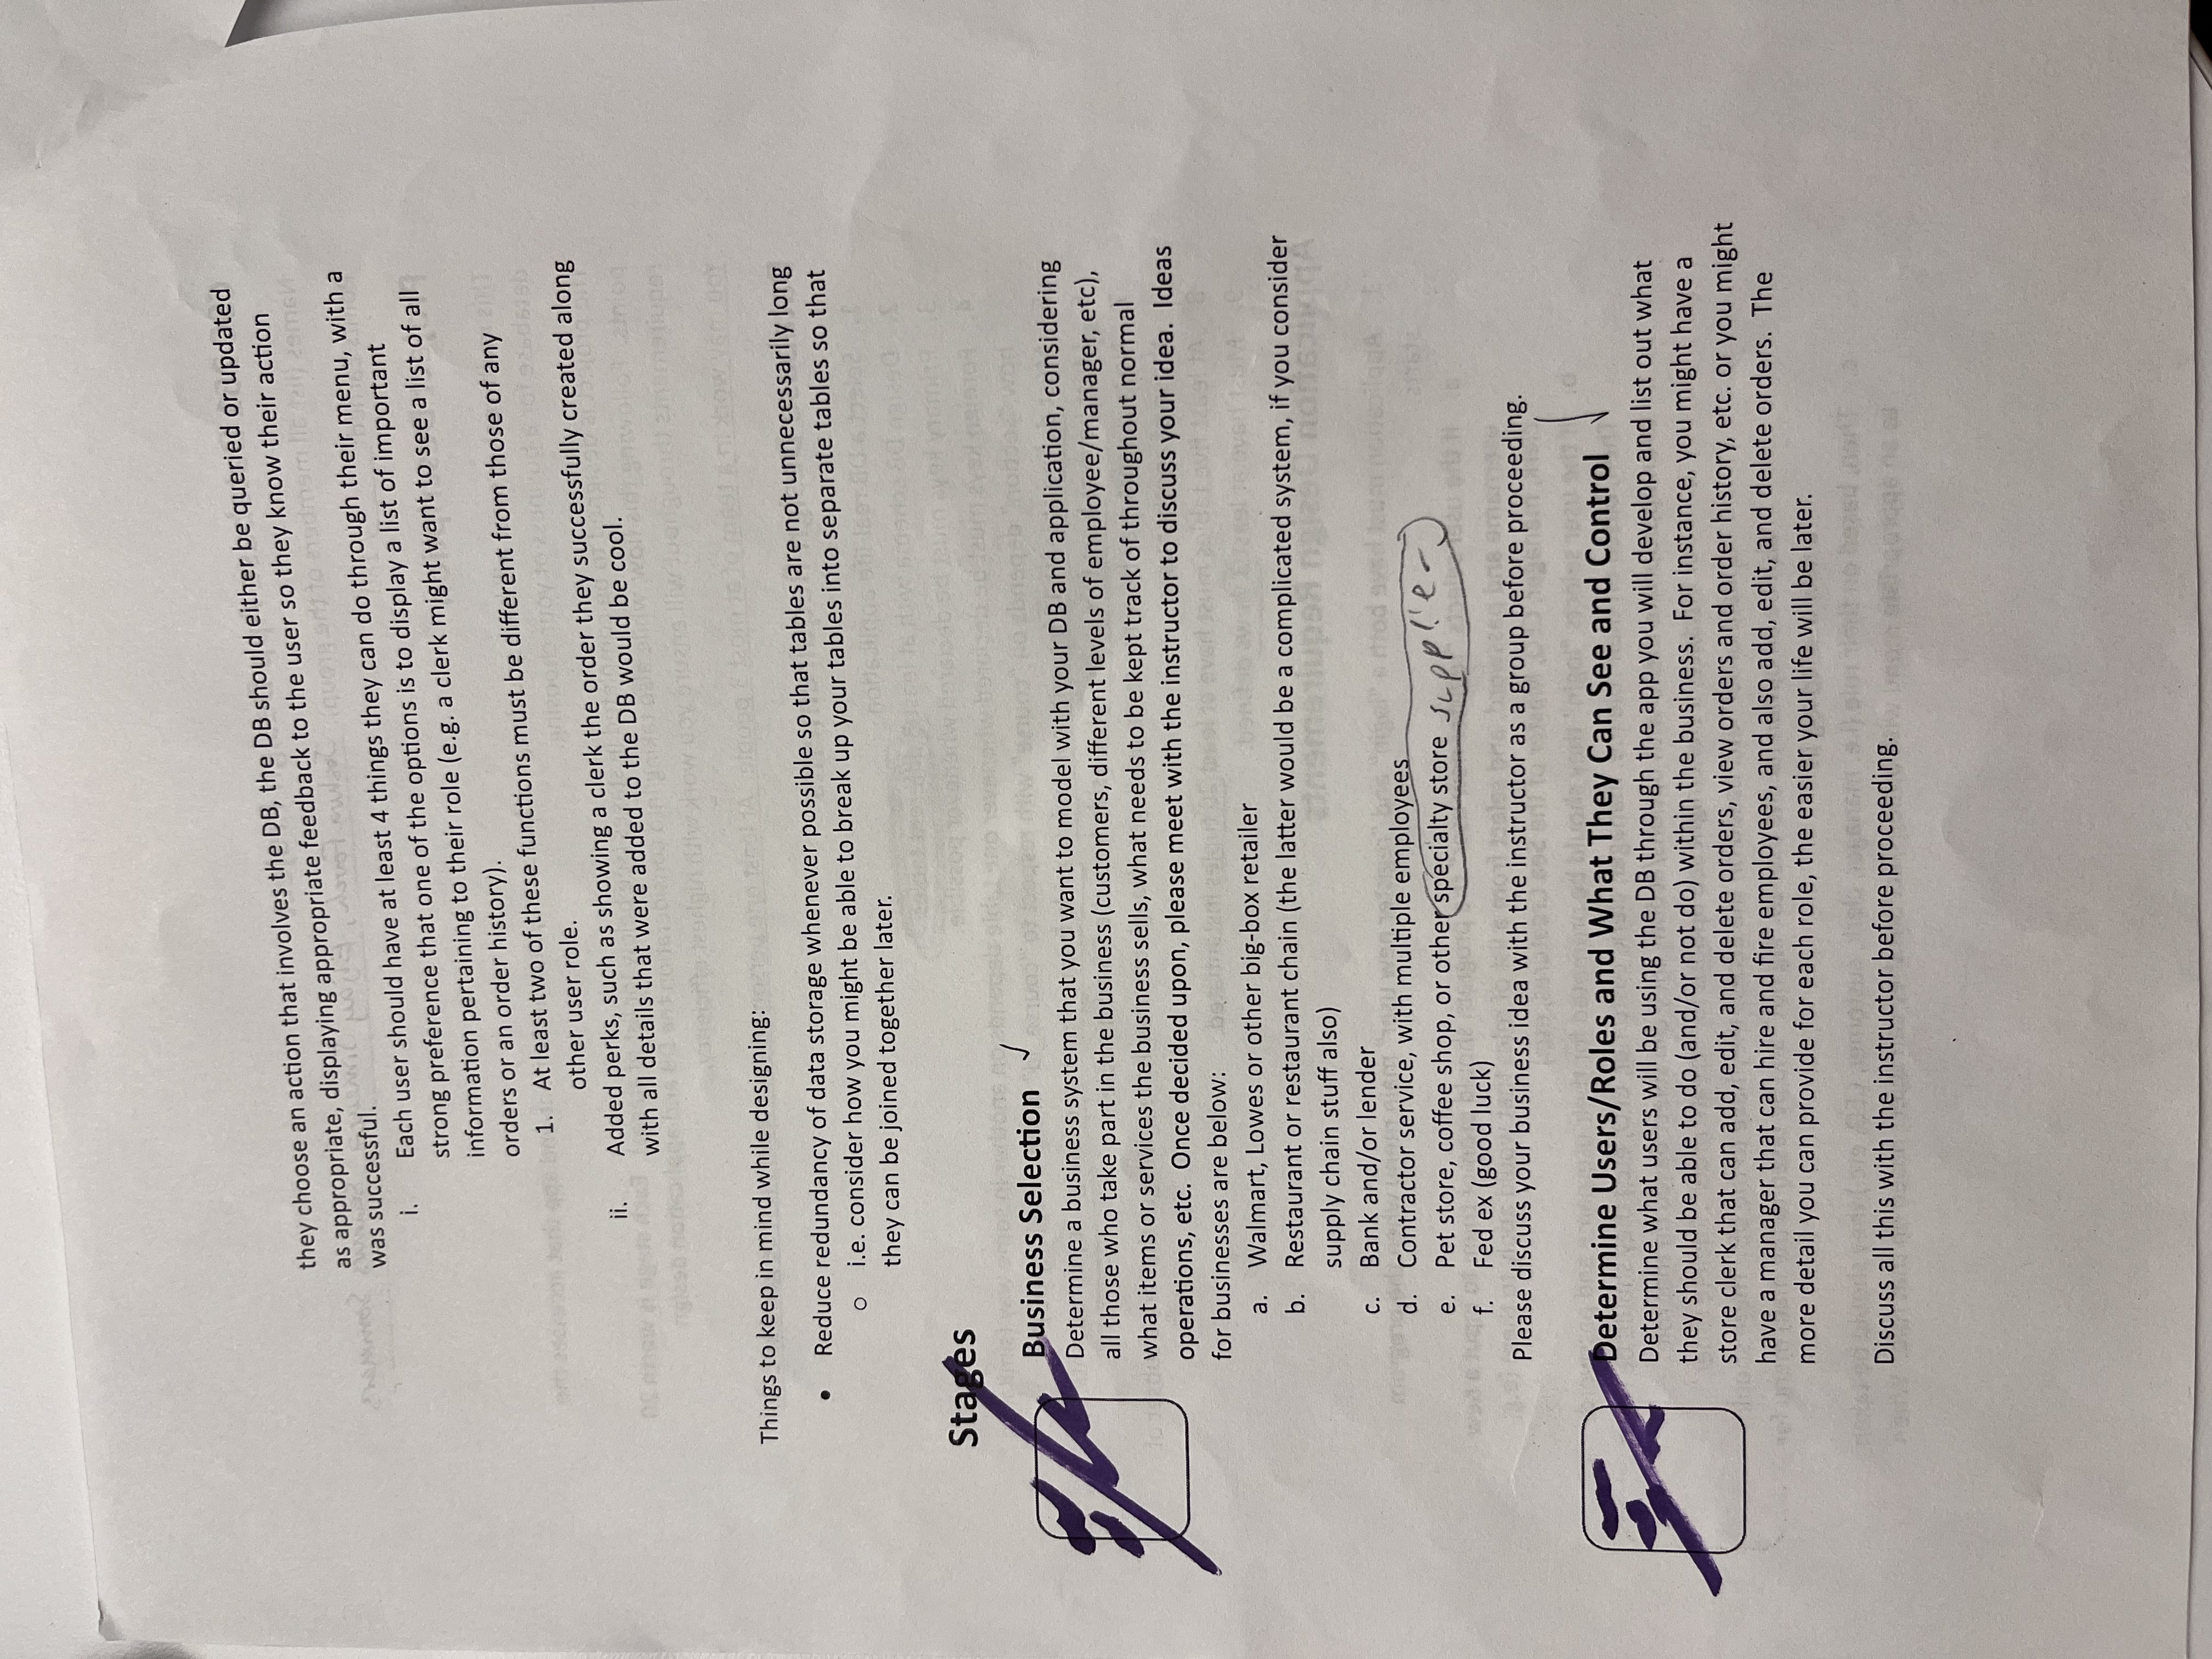 they choose an action that involves the DB, the DB should either be queried or updated
as appropriate, displaying appropriate feedback to the user so they know their action
was successful.
i. Each user should have at least 4 things they can do through their menu, with a
strong preference that one of the options is to display a list of important
information pertaining to their role (e.g. a clerk might want to see a list of all
orders or an order history).
1. At least two of these functions must be different from those of any
other user role.
ii. Added perks, such as showing a clerk the order they successfully created along
with all details that were added to the DB would be cool.
Things to keep in mind while designing:
• Reduce redundancy of data storage whenever possible so that tables are not unnecessarily long
o i.e. consider how you might be able to break up your tables into separate tables so that
they can be joined together later.
Stages
Business Selection
Determine a business system that you want to model with your DB and application, considering
all those who take part in the business (customers, different levels of employee/manager, etc),
what items or services the business sells, what needs to be kept track of throughout normal
operations, etc. Once decided upon, please meet with the instructor to discuss your idea. Ideas
for businesses are below:
a. Walmart, Lowes or other big-box retailer
b. Restaurant or restaurant chain (the latter would be a complicated system, if you consider
supply chain stuff also)
c. Bank and/or lender
d. Contractor service, with multiple employees
e. Pet store, coffee shop, or other specialty store supplier
f. Fed ex (good luck)
Please discuss your business idea with the instructor as a group before proceeding.
Determine Users/Roles and What They Can See and Control
Determine what users will be using the DB through the app you will develop and list out what
they should be able to do (and/or not do) within the business. For instance, you might have a
store clerk that can add, edit, and delete orders, view orders and order history, etc. or you might
have a manager that can hire and fire employees, and also add, edit, and delete orders. The
more detail you can provide for each role, the easier your life will be later.
Discuss all this with the instructor before proceeding.